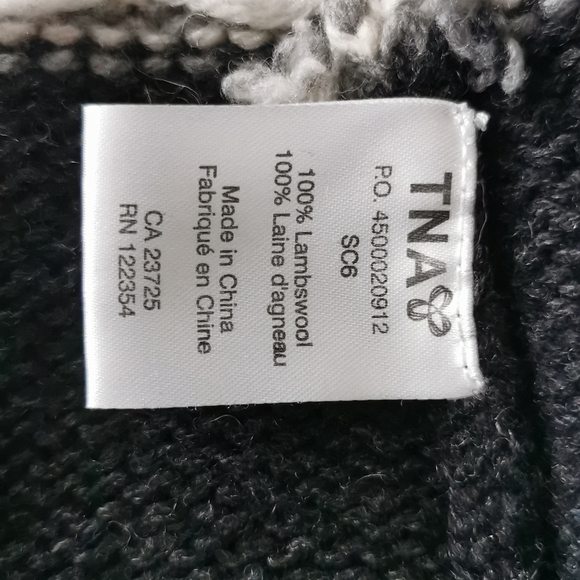 TNA
P.O. 4500020912
SC6
100% Lambswool
100% Laine d'agneau
Made in China
Fabriqué en Chine
CA 23725
RN 122354